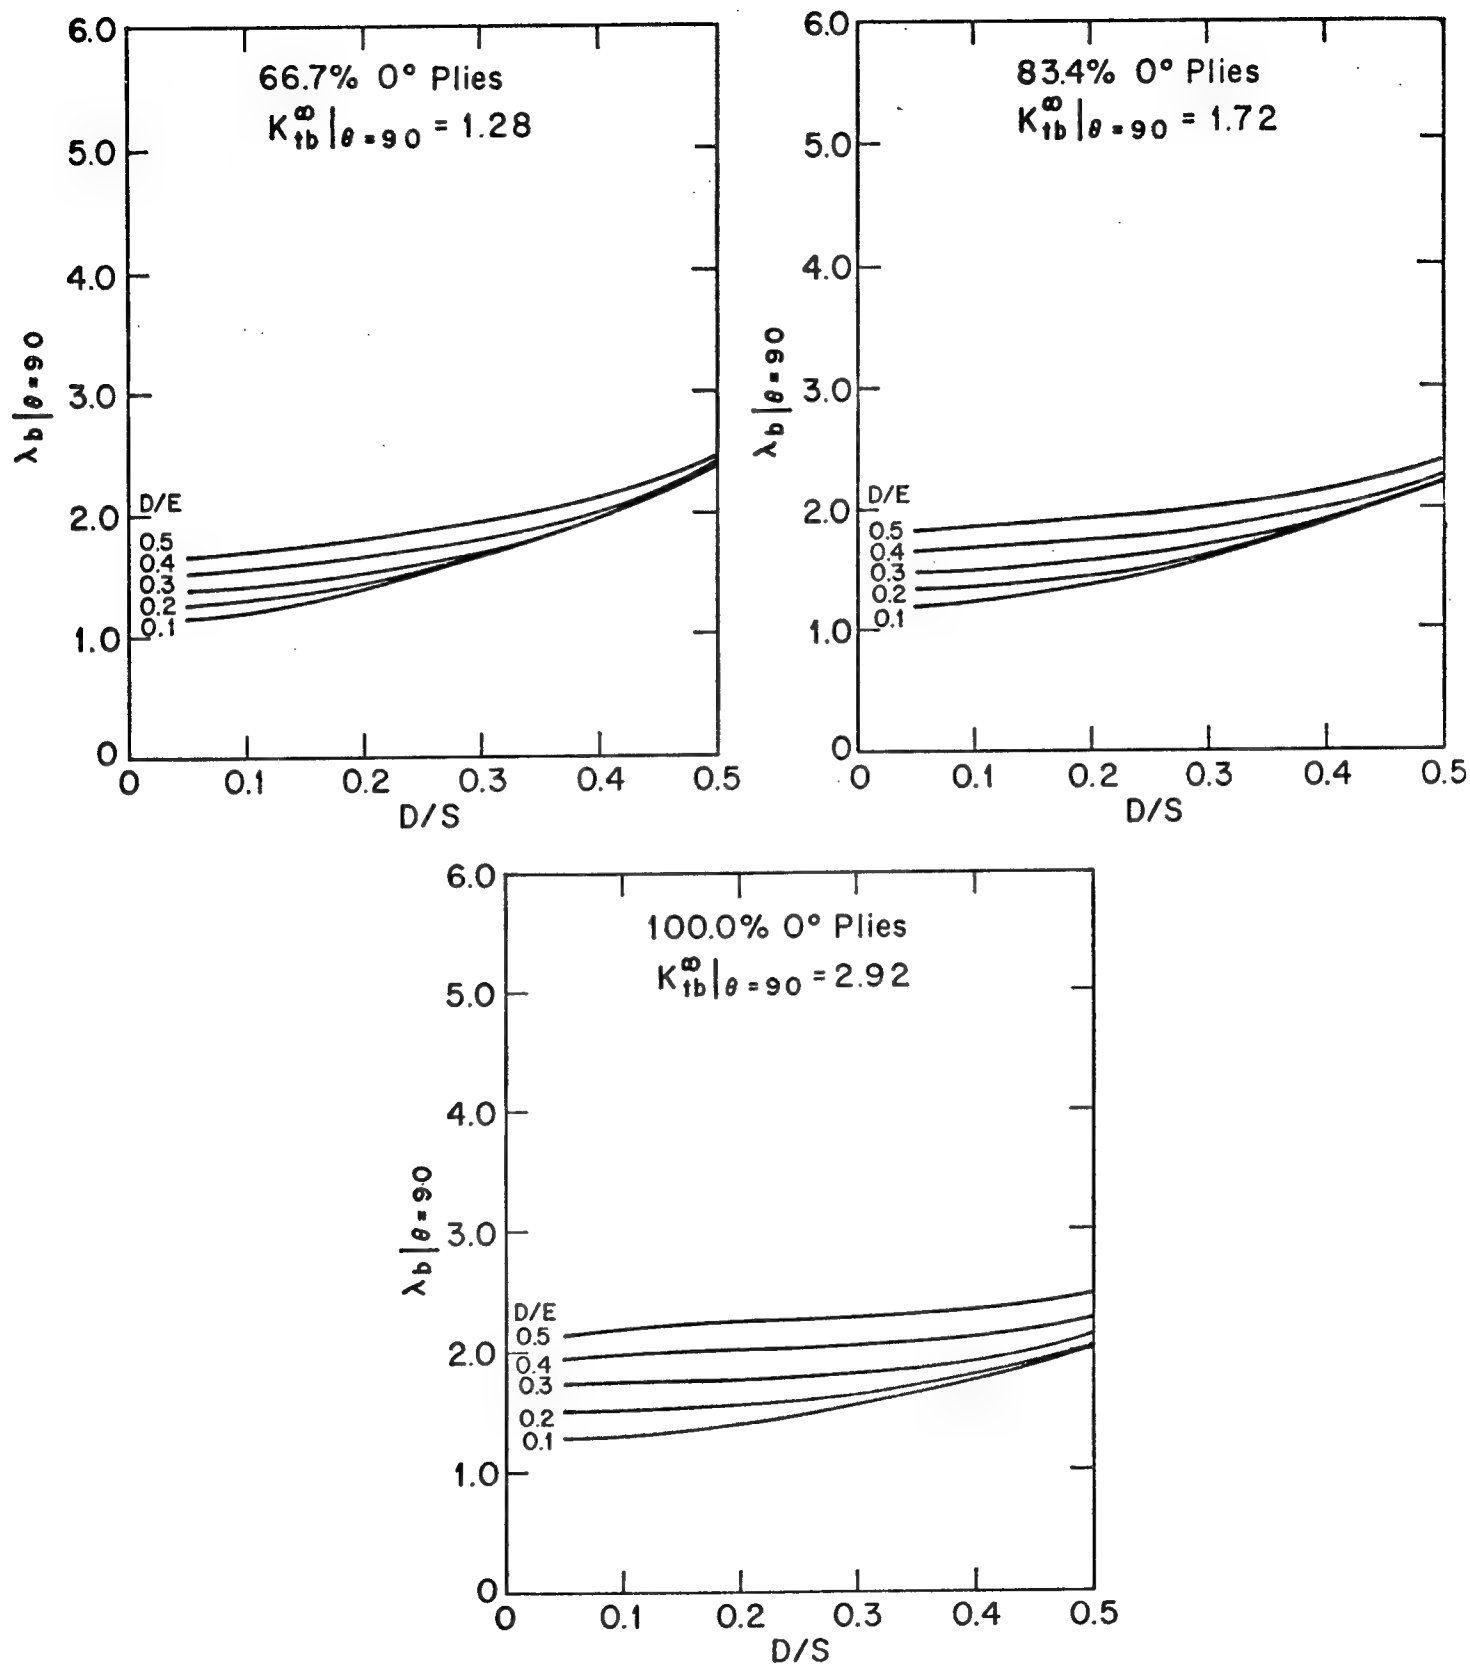 66.7% 0° Plies
K∞tb|θ=90 = 1.28
6.0
5.0
4.0
3.0
2.0
1.0
0
λb|θ=90
D/E
0.5
0.4
0.3
0.2
0.1
0 0.1 0.2 0.3 0.4 0.5
D/S
83.4% 0° Plies
K∞tb|θ=90 = 1.72
6.0
5.0
4.0
3.0
2.0
1.0
0
λb|θ=90
D/E
0.5
0.4
0.3
0.2
0.1
0 0.1 0.2 0.3 0.4 0.5
D/S
100.0% 0° Plies
K∞tb|θ=90 = 2.92
6.0
5.0
4.0
3.0
2.0
1.0
0
λb|θ=90
D/E
0.5
0.4
0.3
0.2
0.1
0 0.1 0.2 0.3 0.4 0.5
D/S